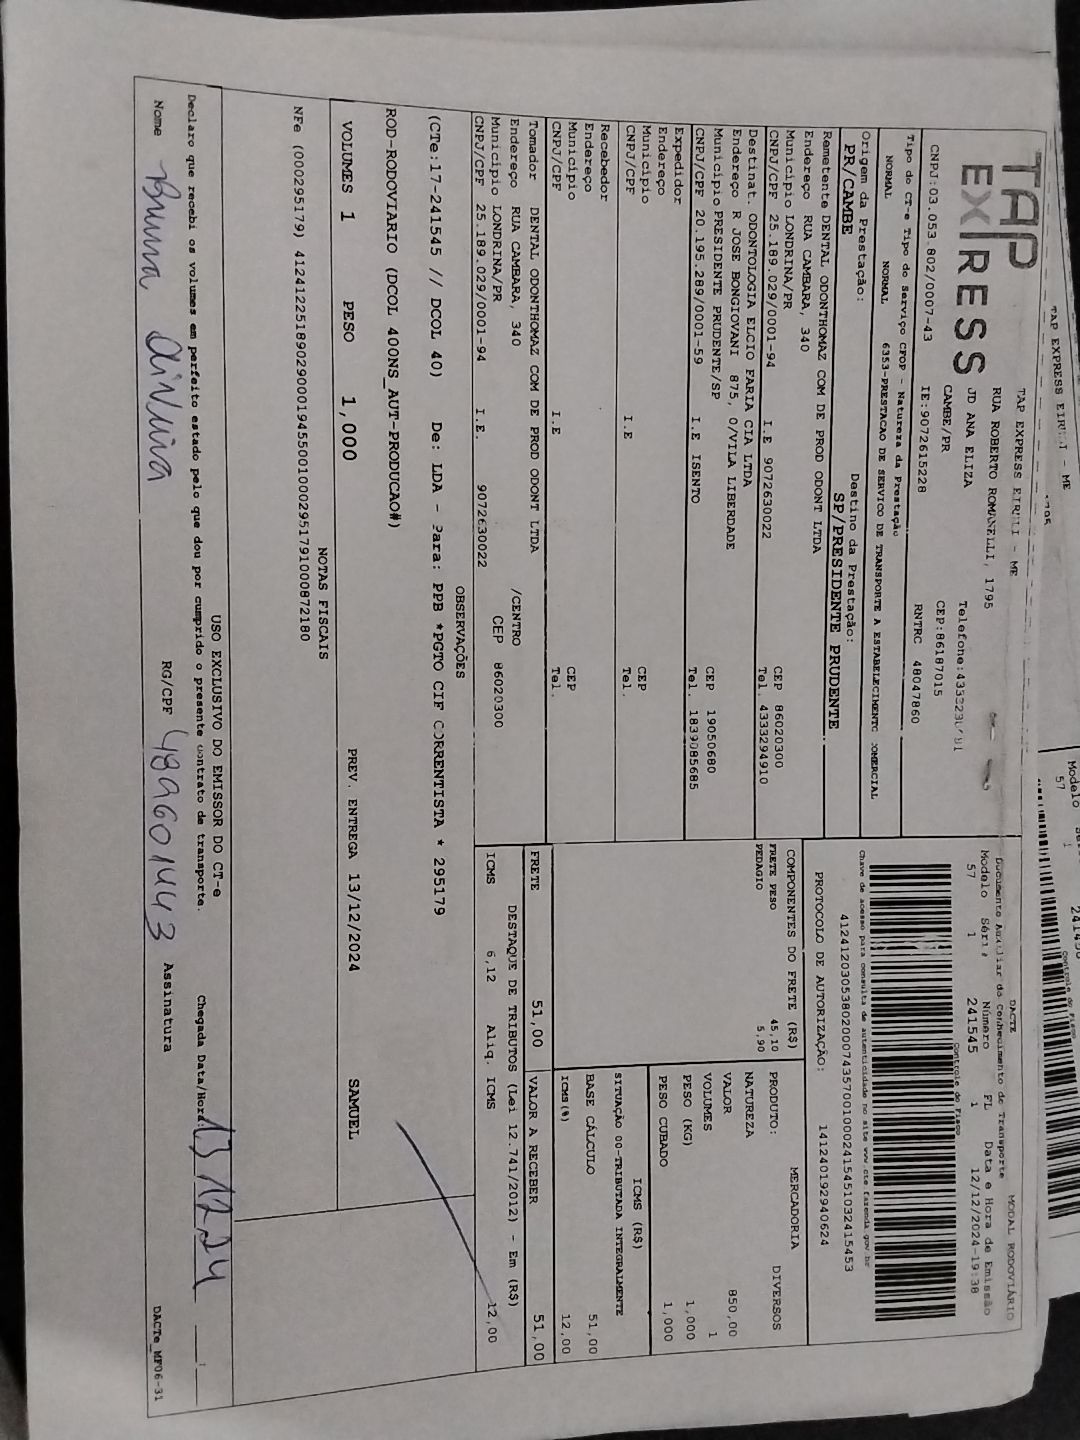 TAP
EXPRESS
TAP EXPRESS EIRELI - ME
RUA ROBERTO ROMANELLI, 1795
JD ANA ELIZA
CAMBE/PR
CEP:86187015
CNPJ:03.053.802/0007-43
IE:9072615228
RNTRC 48047860
Tipo do CT-e Tipo do Serviço CFOP - Natureza da Prestação
NORMAL NORMAL 6353-PRESTACAO DE SERVICO DE TRANSPORTE A ESTABELECIMENTO COMERCIAL
Origem da Prestação: Destino da Prestação:
PR/CAMBE SP/PRESIDENTE PRUDENTE
Remetente DENTAL ODONTHOMAZ COM DE PROD ODONT LTDA
Endereço RUA CAMBARA, 340
Município LONDRINA/PR CEP 86020300
CNPJ/CPF 25.189.029/0001-94 I.E 9072630022 Tel. 4333294910
Destinat. ODONTOLOGIA ELCIO FARIA CIA LTDA
Endereço R JOSE BONGIOVANI 875, 0/VILA LIBERDADE
Município PRESIDENTE PRUDENTE/SP CEP 19050680
CNPJ/CPF 20.195.289/0001-59 I.E ISENTO Tel. 1839085685
Expedidor
Endereço
Município CEP
CNPJ/CPF I.E Tel.
Recebedor
Endereço
Município CEP
CNPJ/CPF I.E Tel.
Tomador DENTAL ODONTHOMAZ COM DE PROD ODONT LTDA
Endereço RUA CAMBARA, 340 /CENTRO
Município LONDRINA/PR CEP 86020300
CNPJ/CPF 25.189.029/0001-94 I.E. 9072630022
DACTE MODAL RODOVIÁRIO
Documento Auxiliar do Conhecimento de Transporte
Modelo Série Número FL Data e Hora de Emissão
57 1 241545 1 12/12/2024-19:38
Controle do Fisco
41241203053802000743570010002415451032415453
Chave de acesso para consulta de autenticidade no site www.cte.fazenda.gov.br
PROTOCOLO DE AUTORIZAÇÃO: 141240192940624
COMPONENTES DO FRETE (R$)
FRETE PESO 45,10
PEDAGIO 5,90
MERCADORIA
PRODUTO: DIVERSOS
NATUREZA
VALOR 850,00
VOLUMES 1
PESO (KG) 1,000
PESO CUBADO 1,000
ICMS (R$)
SITUAÇÃO 00-TRIBUTADA INTEGRALMENTE
BASE CÁLCULO 51,00
ICMS(%) 12,00
FRETE 51,00 VALOR A RECEBER 51,00
DESTAQUE DE TRIBUTOS (Lei 12.741/2012) - Em (R$)
ICMS 6,12 Aliq. ICMS 12,00
OBSERVAÇÕES
(CTe:17-241545 // DCOL 40) De: LDA - Para: PPB *PGTO CIF CORRENTISTA * 295179
ROD-RODOVIARIO (DCOL 400NS_AUT-PRODUCAO#)
VOLUMES 1 PESO 1,000 PREV. ENTREGA 13/12/2024 SAMUEL
NOTAS FISCAIS
NFe (000295179) 41241225189029000194550010002951791000872180
USO EXCLUSIVO DO EMISSOR DO CT-e
Declaro que recebi os volumes em perfeito estado pelo que dou por cumprido o presente contrato de transporte. Chegada Data/Hora 13 12 24
Nome Bruna Oliveira RG/CPF 489601443 Assinatura
DACTe_MF06-31